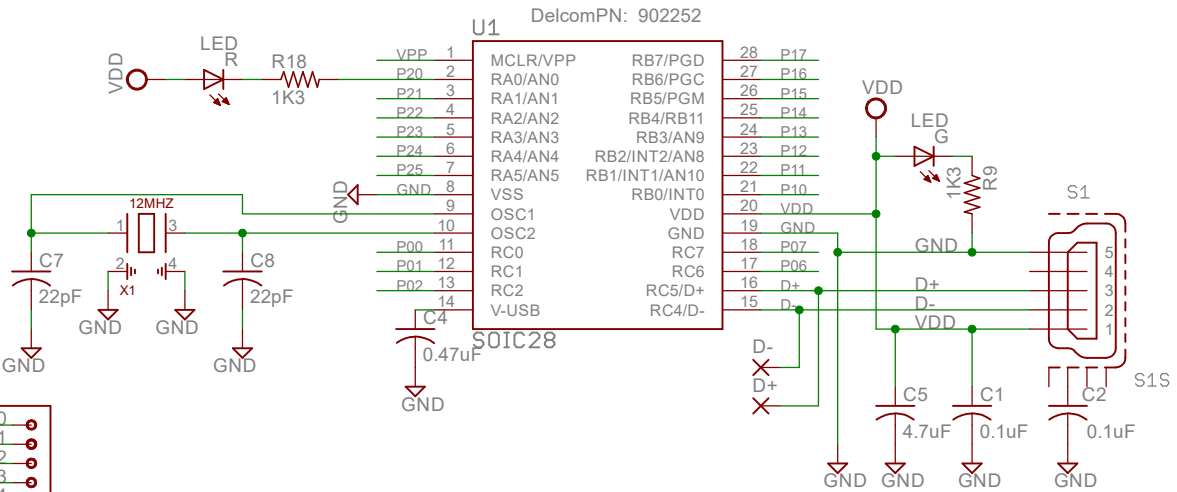 DelcomPN: 902252
U1
LED
R
R18
1K3
VDD
VPP 1 MCLR/VPP RB7/PGD 28 P17
P20 2 RA0/AN0 RB6/PGC 27 P16
P21 3 RA1/AN1 RB5/PGM 26 P15
P22 4 RA2/AN2 RB4/RB11 25 P14
P23 5 RA3/AN3 RB3/AN9 24 P13
P24 6 RA4/AN4 RB2/INT2/AN8 23 P12
P25 7 RA5/AN5 RB1/INT1/AN10 22 P11
GND 8 VSS RB0/INT0 21 P10
9 OSC1 VDD 20 VDD
10 OSC2 GND 19 GND
P00 11 RC0 RC7 18 P07
P01 12 RC1 RC6 17 P06
P02 13 RC2 RC5/D+ 16 D+
14 V-USB RC4/D- 15 D-
SOIC28
GND
12MHZ
1 3
2 4
X1
C7
22pF
C8
22pF
GND
GND
GND
GND
C4
0.47uF
GND
VDD
LED
G
1K3
R9
S1
GND 5
4
D+ 3
D- 2
VDD 1
S1S
D-
D+
C5
4.7uF
C1
0.1uF
C2
0.1uF
GND
GND
GND
GND
0
1
2
3